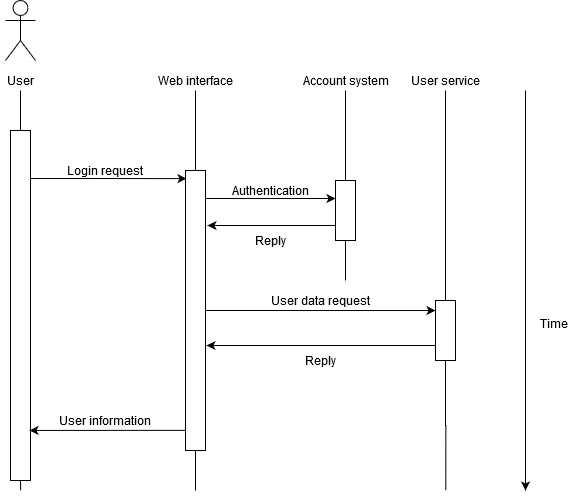 User
Web interface
Account system
User service
Login request
Authentication
Reply
User data request
Time
Reply
User information